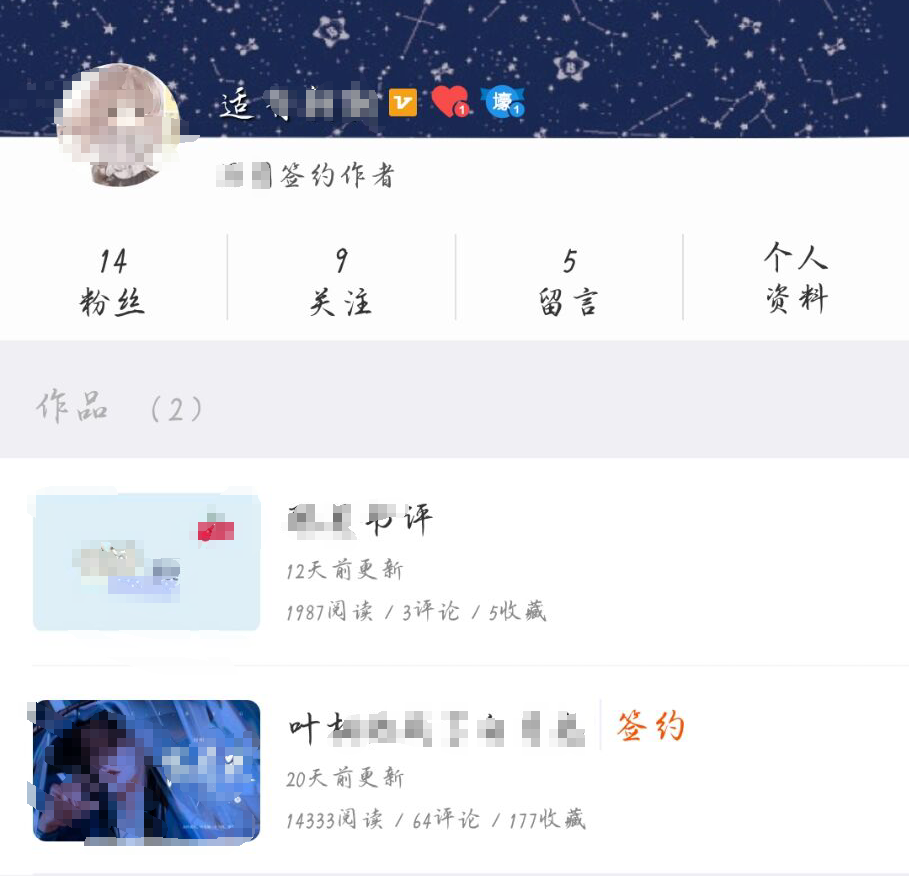 适
签约作者
14
粉丝
9
关注
5
留言
个人
资料
作品 (2)
书评
12天前更新
1987阅读 / 3评论 / 5收藏
叶
签约
20天前更新
14333阅读 / 64评论 / 177收藏